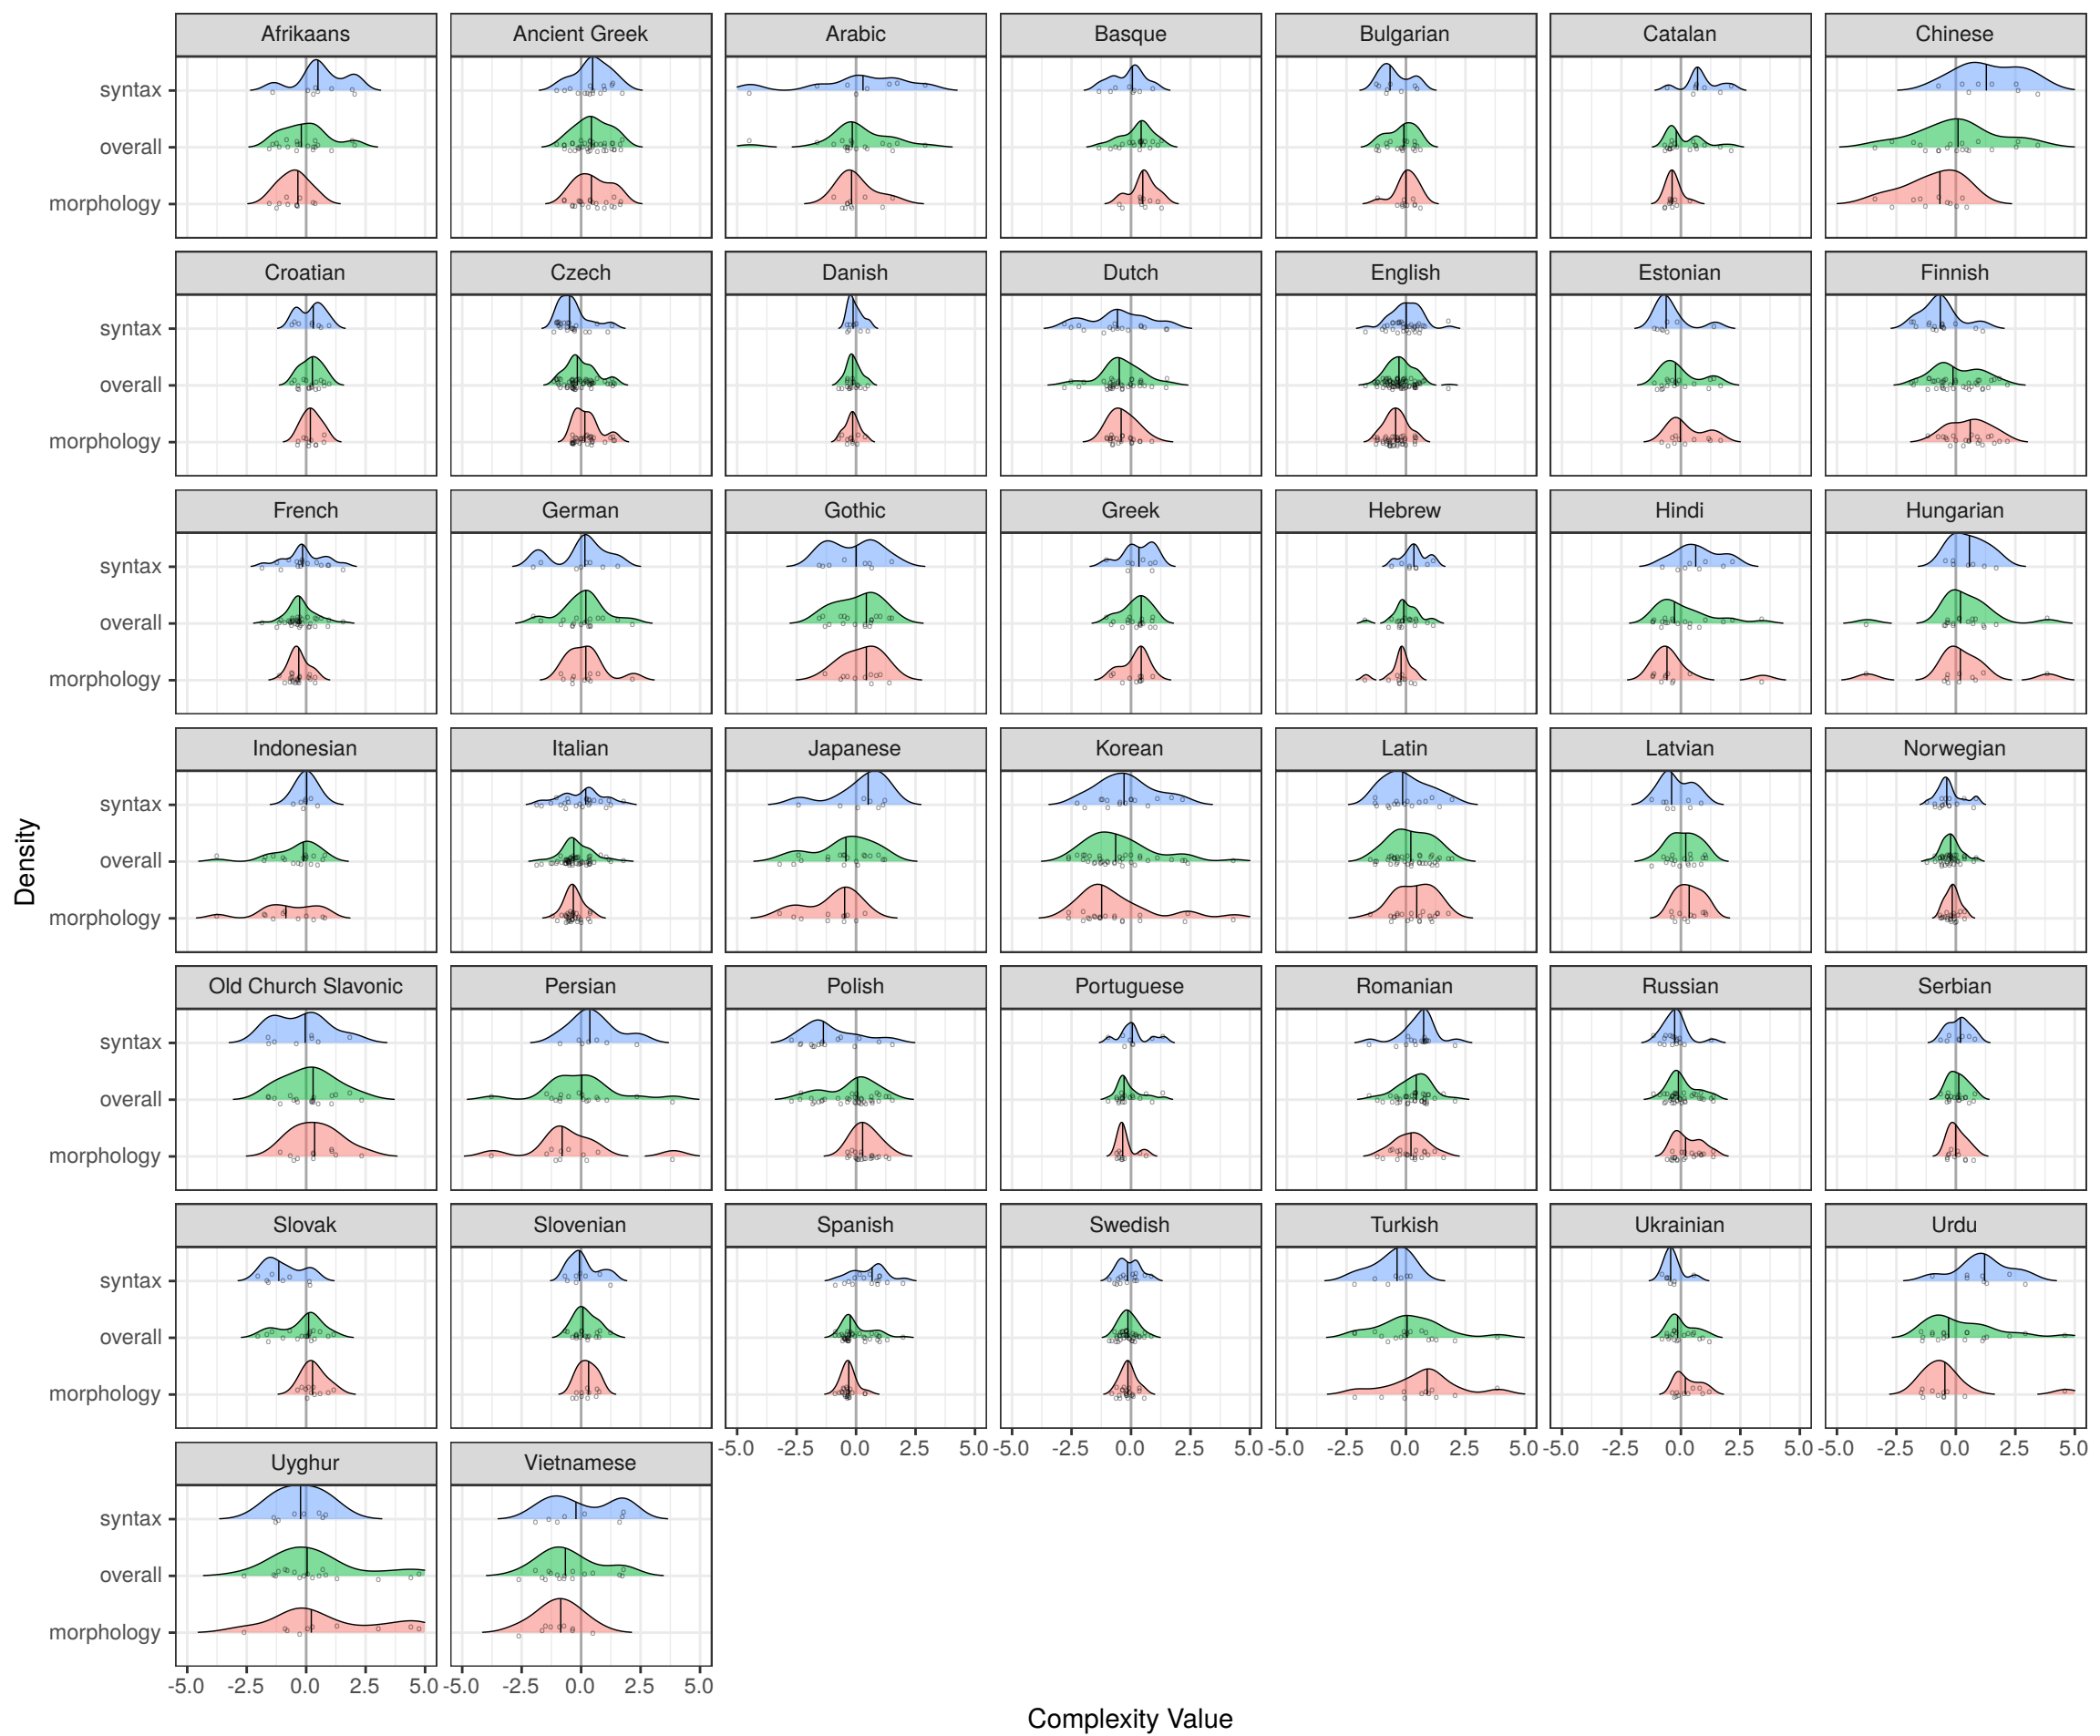 Afrikaans Ancient Greek Arabic Basque Bulgarian Catalan Chinese
syntax
overall
morphology
Croatian Czech Danish Dutch English Estonian Finnish
syntax
overall
morphology
French German Gothic Greek Hebrew Hindi Hungarian
syntax
overall
morphology
Indonesian Italian Japanese Korean Latin Latvian Norwegian
syntax
overall
morphology
Density
Old Church Slavonic Persian Polish Portuguese Romanian Russian Serbian
syntax
overall
morphology
Slovak Slovenian Spanish Swedish Turkish Ukrainian Urdu
syntax
overall
morphology
-5.0 -2.5 0.0 2.5 5.0 -5.0 -2.5 0.0 2.5 5.0 -5.0 -2.5 0.0 2.5 5.0 -5.0 -2.5 0.0 2.5 5.0 -5.0 -2.5 0.0 2.5 5.0
Uyghur Vietnamese
syntax
overall
morphology
-5.0 -2.5 0.0 2.5 5.0 -5.0 -2.5 0.0 2.5 5.0
Complexity Value